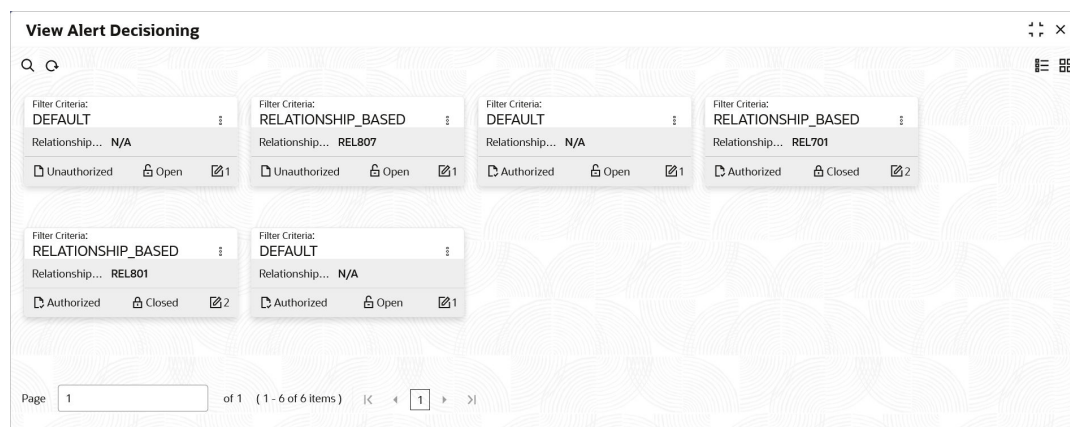 View Alert Decisioning
Filter Criteria:
DEFAULT
Relationship... N/A
Unauthorized Open 1
Filter Criteria:
RELATIONSHIP_BASED
Relationship... REL807
Unauthorized Open 1
Filter Criteria:
DEFAULT
Relationship... N/A
Authorized Open 1
Filter Criteria:
RELATIONSHIP_BASED
Relationship... REL701
Authorized Closed 2
Filter Criteria:
RELATIONSHIP_BASED
Relationship... REL801
Authorized Closed 2
Filter Criteria:
DEFAULT
Relationship... N/A
Authorized Open 1
Page 1 of 1 ( 1 - 6 of 6 items ) 1